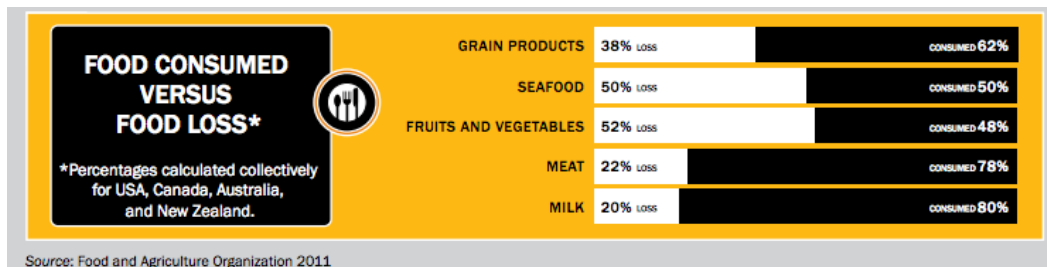 FOOD CONSUMED
VERSUS
FOOD LOSS*
*Percentages calculated collectively
for USA, Canada, Australia,
and New Zealand.
GRAIN PRODUCTS 38% LOSS CONSUMED 62%
SEAFOOD 50% LOSS CONSUMED 50%
FRUITS AND VEGETABLES 52% LOSS CONSUMED 48%
MEAT 22% LOSS CONSUMED 78%
MILK 20% LOSS CONSUMED 80%
Source: Food and Agriculture Organization 2011